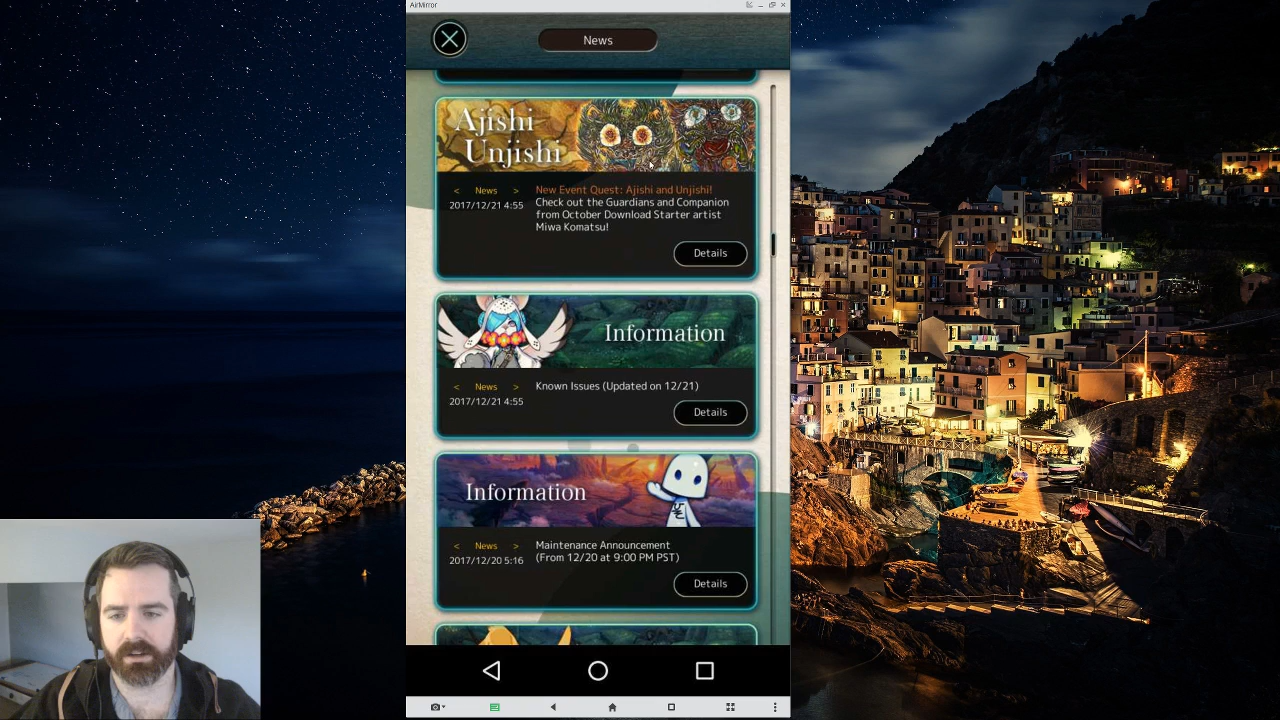 AirMirror
News
Ajishi
Unjishi
< News >
2017/12/21 4:55
New Event Quest: Ajishi and Unjishi!
Check out the Guardians and Companion
from October Download Starter artist
Miwa Komatsu!
Details
Information
< News >
2017/12/21 4:55
Known Issues (Updated on 12/21)
Details
Information
< News >
2017/12/20 5:16
Maintenance Announcement
(From 12/20 at 9:00 PM PST)
Details